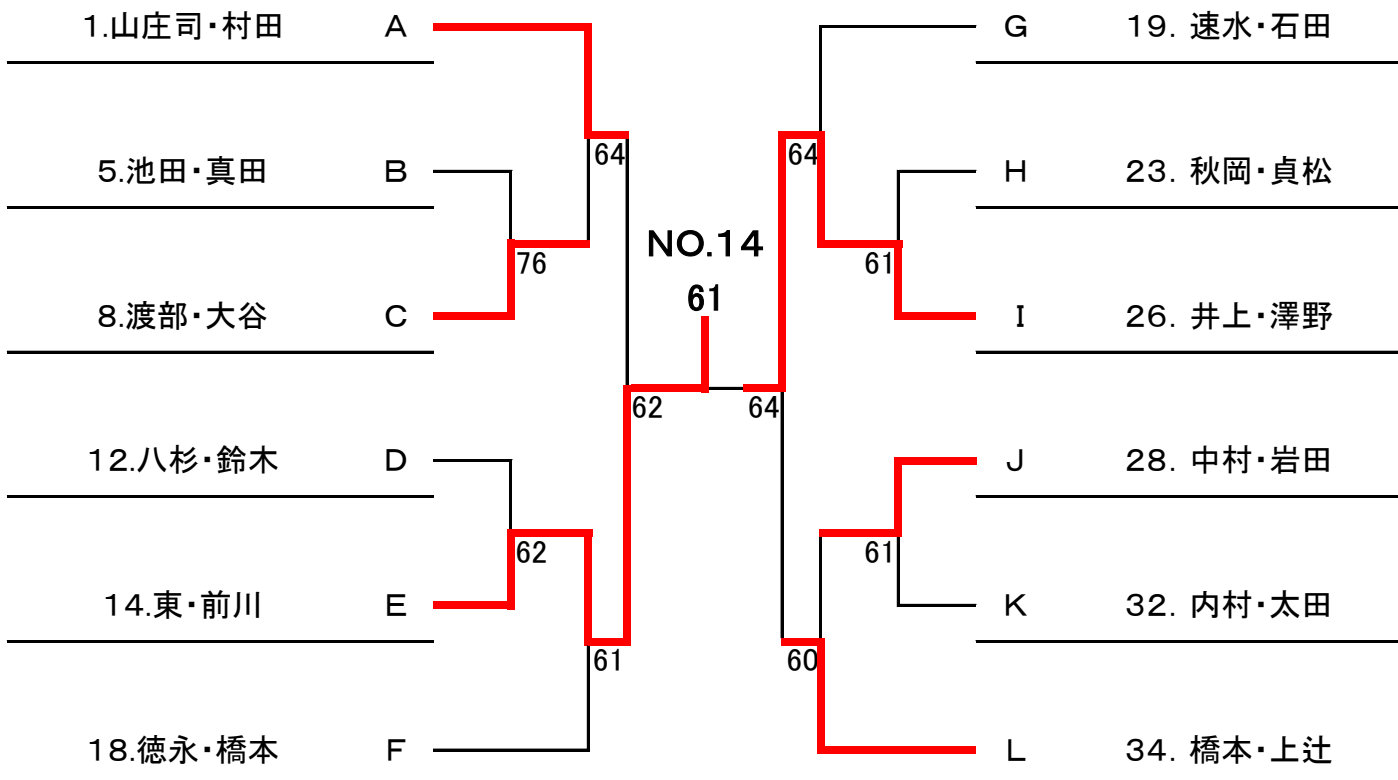 1.山庄司・村田 A
G 19. 速水・石田
64
64
5.池田・真田 B
H 23. 秋岡・貞松
NO.14
76
61
61
8.渡部・大谷 C
I 26. 井上・澤野
62
64
12.八杉・鈴木 D
J 28. 中村・岩田
62
61
14.東・前川 E
K 32. 内村・太田
61
60
18.徳永・橋本 F
L 34. 橋本・上辻